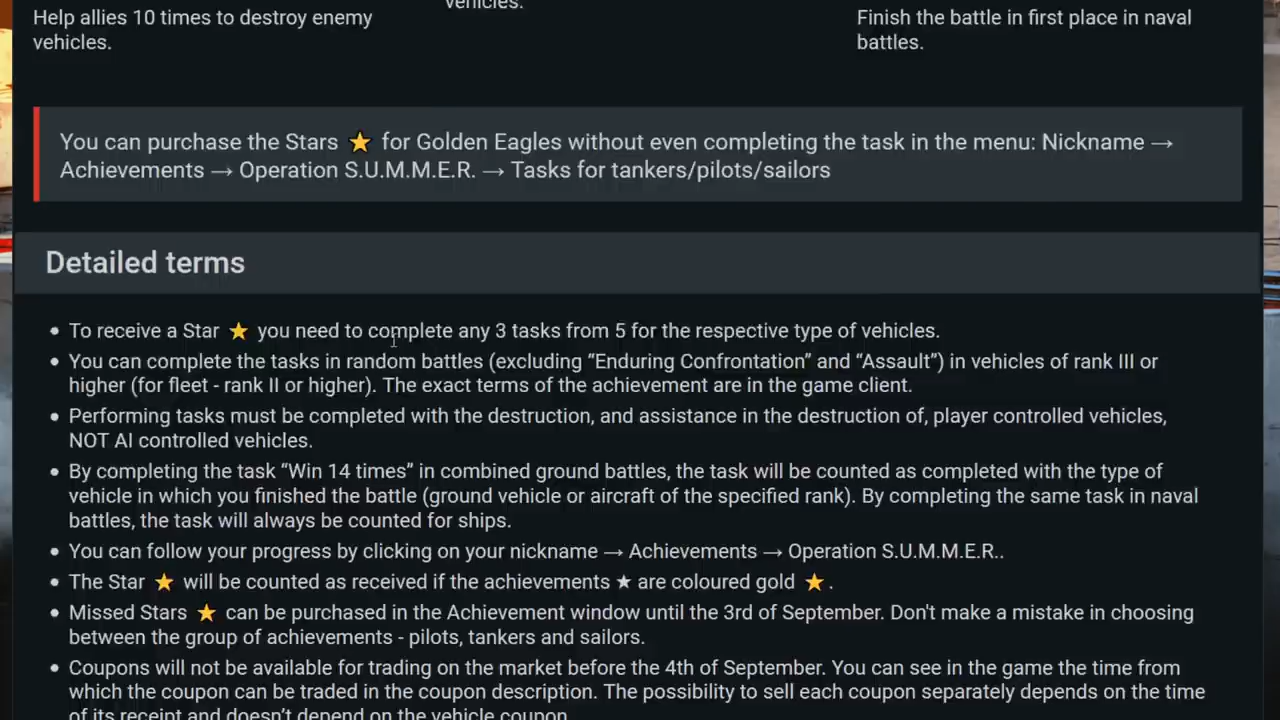 vehicles.
Help allies 10 times to destroy enemy
vehicles.
Finish the battle in first place in naval
battles.
You can purchase the Stars ⭐ for Golden Eagles without even completing the task in the menu: Nickname →
Achievements → Operation S.U.M.M.E.R. → Tasks for tankers/pilots/sailors
Detailed terms
• To receive a Star ⭐ you need to complete any 3 tasks from 5 for the respective type of vehicles.
• You can complete the tasks in random battles (excluding “Enduring Confrontation” and “Assault”) in vehicles of rank III or
higher (for fleet - rank II or higher). The exact terms of the achievement are in the game client.
• Performing tasks must be completed with the destruction, and assistance in the destruction of, player controlled vehicles,
NOT AI controlled vehicles.
• By completing the task “Win 14 times” in combined ground battles, the task will be counted as completed with the type of
vehicle in which you finished the battle (ground vehicle or aircraft of the specified rank). By completing the same task in naval
battles, the task will always be counted for ships.
• You can follow your progress by clicking on your nickname → Achievements → Operation S.U.M.M.E.R..
• The Star ⭐ will be counted as received if the achievements ★ are coloured gold ⭐.
• Missed Stars ⭐ can be purchased in the Achievement window until the 3rd of September. Don't make a mistake in choosing
between the group of achievements - pilots, tankers and sailors.
• Coupons will not be available for trading on the market before the 4th of September. You can see in the game the time from
which the coupon can be traded in the coupon description. The possibility to sell each coupon separately depends on the time
of its receipt and doesn't depend on the vehicle coupon.